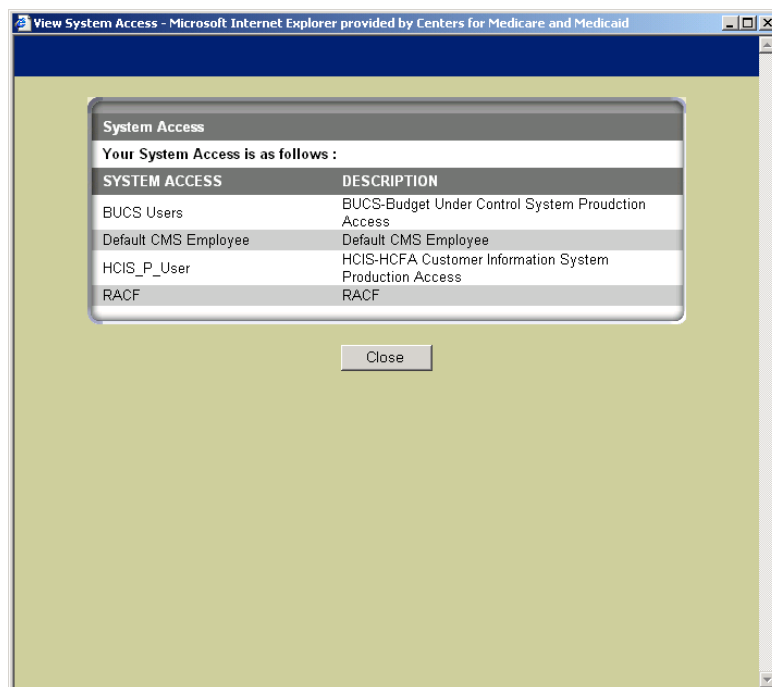 View System Access - Microsoft Internet Explorer provided by Centers for Medicare and Medicaid
System Access
Your System Access is as follows :
SYSTEM ACCESS DESCRIPTION
BUCS Users BUCS-Budget Under Control System Proudction
Access
Default CMS Employee Default CMS Employee
HCIS_P_User HCIS-HCFA Customer Information System
Production Access
RACF RACF
Close